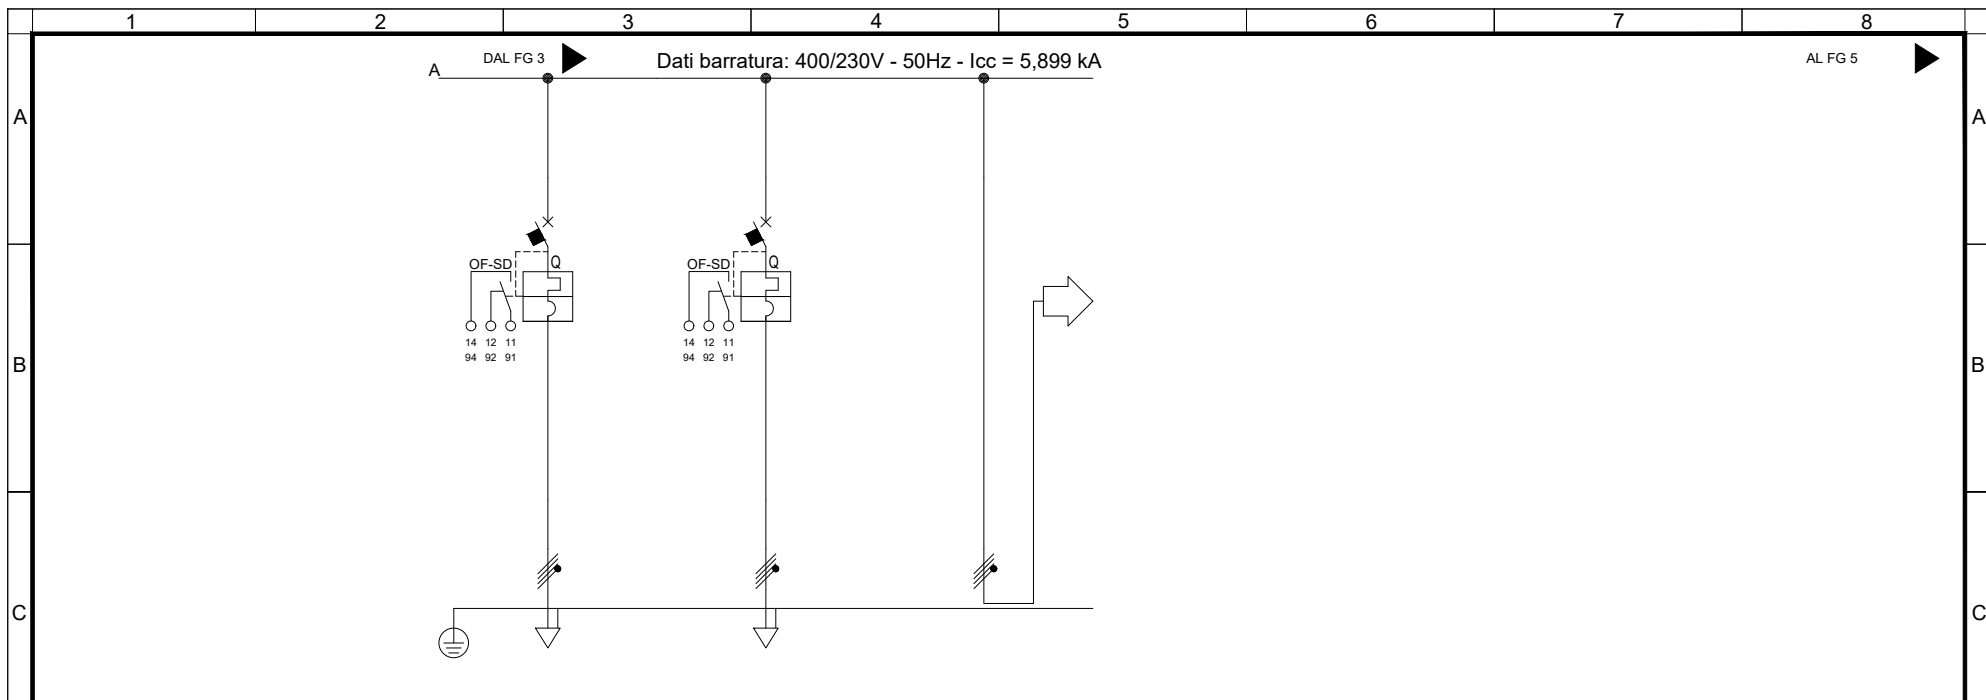 1 2 3 4 5 6 7 8
DAL FG 3 Dati barratura: 400/230V - 50Hz - Icc = 5,899 kA AL FG 5
A
A A
OF-SD Q OF-SD Q
14 12 11 14 12 11
94 92 91 94 92 91
B B
C C